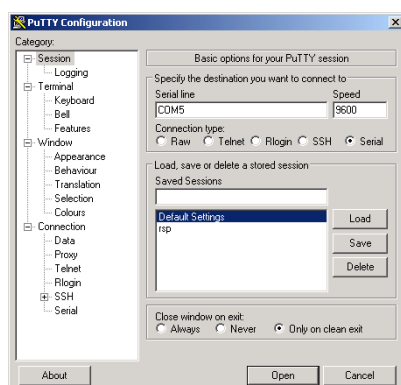 PuTTY Configuration
Category:
Session
Logging
Terminal
Keyboard
Bell
Features
Window
Appearance
Behaviour
Translation
Selection
Colours
Connection
Data
Proxy
Telnet
Rlogin
SSH
Serial
Basic options for your PuTTY session
Specify the destination you want to connect to
Serial line Speed
COM5 9600
Connection type:
Raw Telnet Rlogin SSH Serial
Load, save or delete a stored session
Saved Sessions
Default Settings
rsp
Load
Save
Delete
Close window on exit:
Always Never Only on clean exit
About Open Cancel